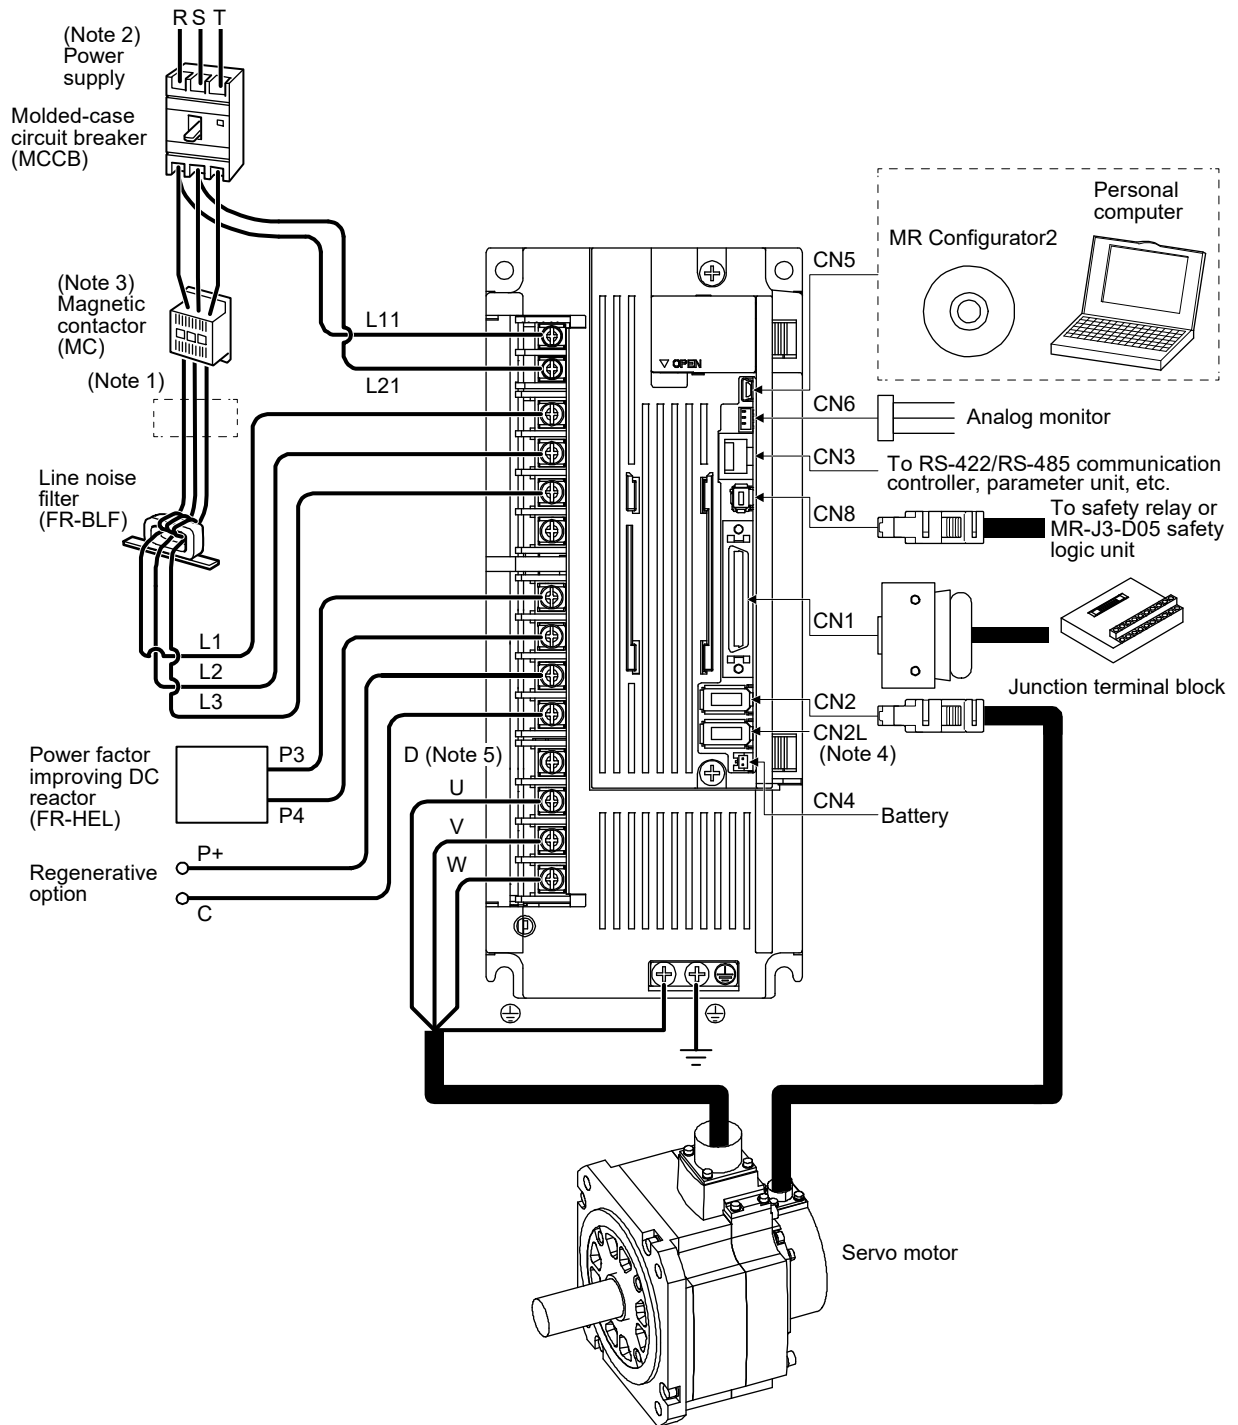 R S T
(Note 2)
Power
supply
Molded-case
circuit breaker
(MCCB)
(Note 3)
Magnetic
contactor
(MC)
(Note 1)
Line noise
filter
(FR-BLF)
L11
L21
L1
L2
L3
Power factor
improving DC
reactor
(FR-HEL)
P3
P4
Regenerative
option
P+
C
D (Note 5)
U
V
W
▽ OPEN
CN5
MR Configurator2
Personal
computer
CN6
Analog monitor
CN3
To RS-422/RS-485 communication
controller, parameter unit, etc.
CN8
To safety relay or
MR-J3-D05 safety
logic unit
CN1
Junction terminal block
CN2
CN2L
(Note 4)
CN4
Battery
Servo motor